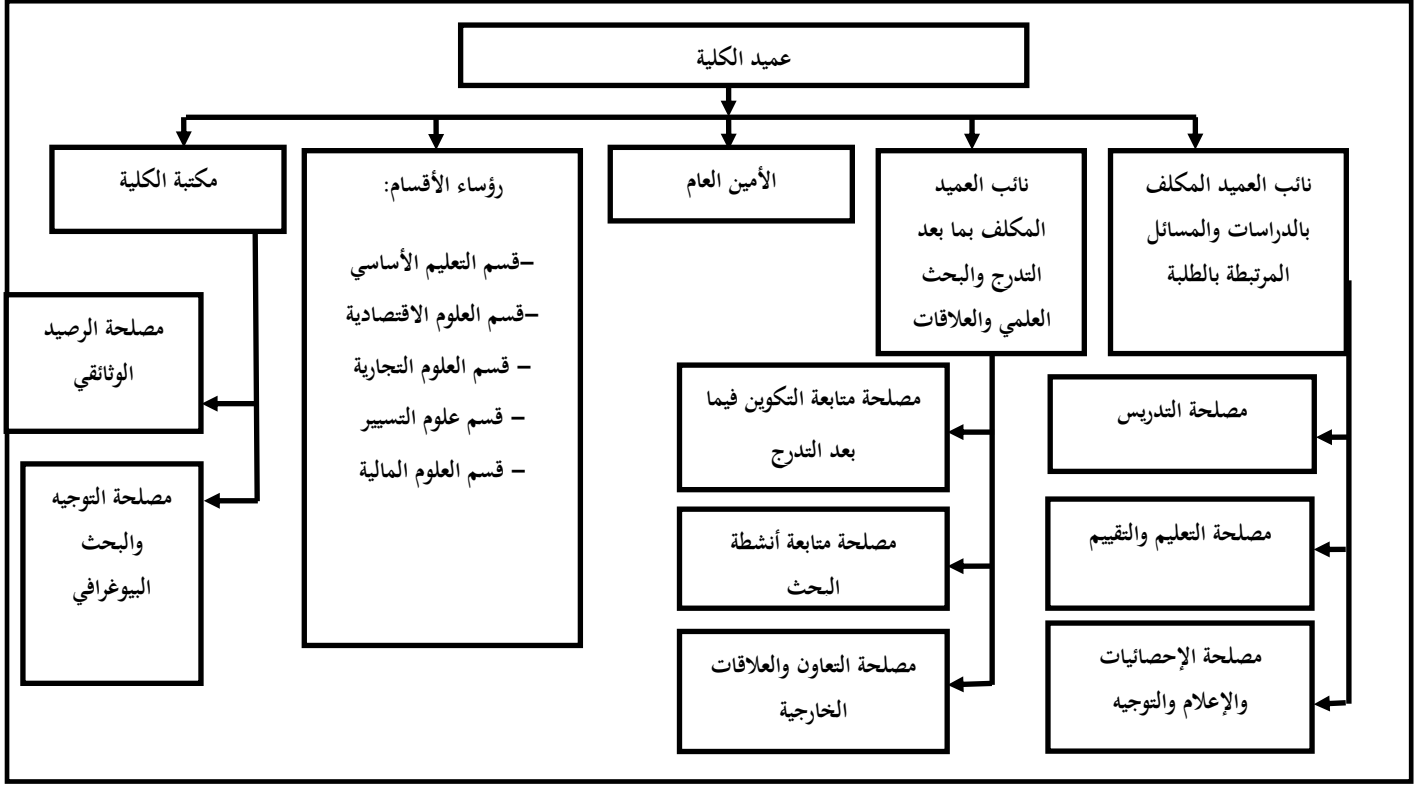 عميد الكلية
نائب العميد المكلف
بالدراسات والمسائل
المرتبطة بالطلبة
نائب العميد
المكلف بما بعد
التدرج والبحث
العلمي والعلاقات
الأمين العام
رؤساء الأقسام:
–قسم التعليم الأساسي
–قسم العلوم الاقتصادية
– قسم العلوم التجارية
– قسم علوم التسيير
– قسم العلوم المالية
مكتبة الكلية
مصلحة التدريس
مصلحة التعليم والتقييم
مصلحة الإحصائيات
والإعلام والتوجيه
مصلحة متابعة التكوين فيما
بعد التدرج
مصلحة متابعة أنشطة
البحث
مصلحة التعاون والعلاقات
الخارجية
مصلحة الرصيد
الوثائقي
مصلحة التوجيه
والبحث
البيوغرافي